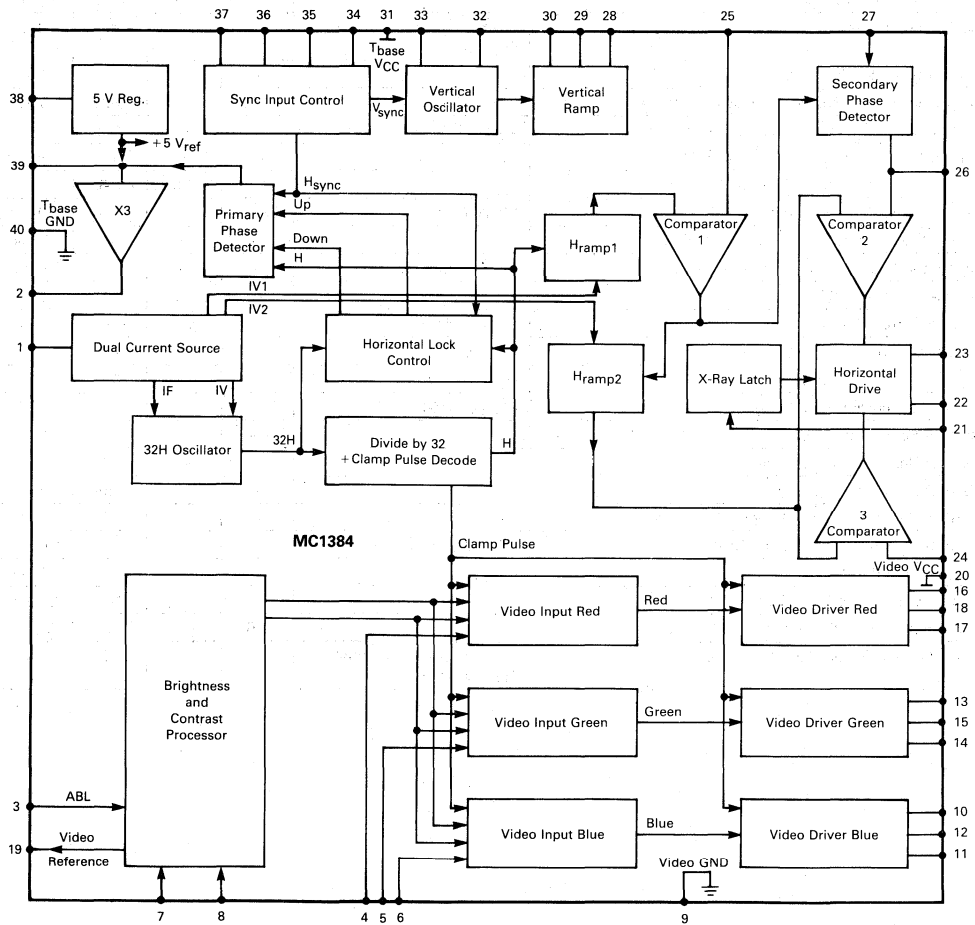 37 36 35 34 31 33 32 30 29 28 25 27
Tbase
VCC
38
5 V Reg.
Sync Input Control
Vsync
Vertical
Oscillator
Vertical
Ramp
Secondary
Phase
Detector
+5 Vref
39
26
X3
Tbase
GND
40
2
Primary
Phase
Detector
Hsync
Up
Down
H
IV1
IV2
Hramp1
Comparator
1
Comparator
2
1
Dual Current Source
Horizontal Lock
Control
Hramp2
X-Ray Latch
Horizontal
Drive
23
22
21
IF IV
32H Oscillator
32H
Divide by 32
+Clamp Pulse Decode
H
3
Comparator
MC1384
Clamp Pulse
24
Video VCC
20
16
18
17
Brightness
and
Contrast
Processor
Video Input Red
Red
Video Driver Red
Video Input Green
Green
Video Driver Green
13
15
14
Video Input Blue
Blue
Video Driver Blue
10
12
11
3
ABL
19
Video
Reference
Video GND
7 8 4 5 6 9